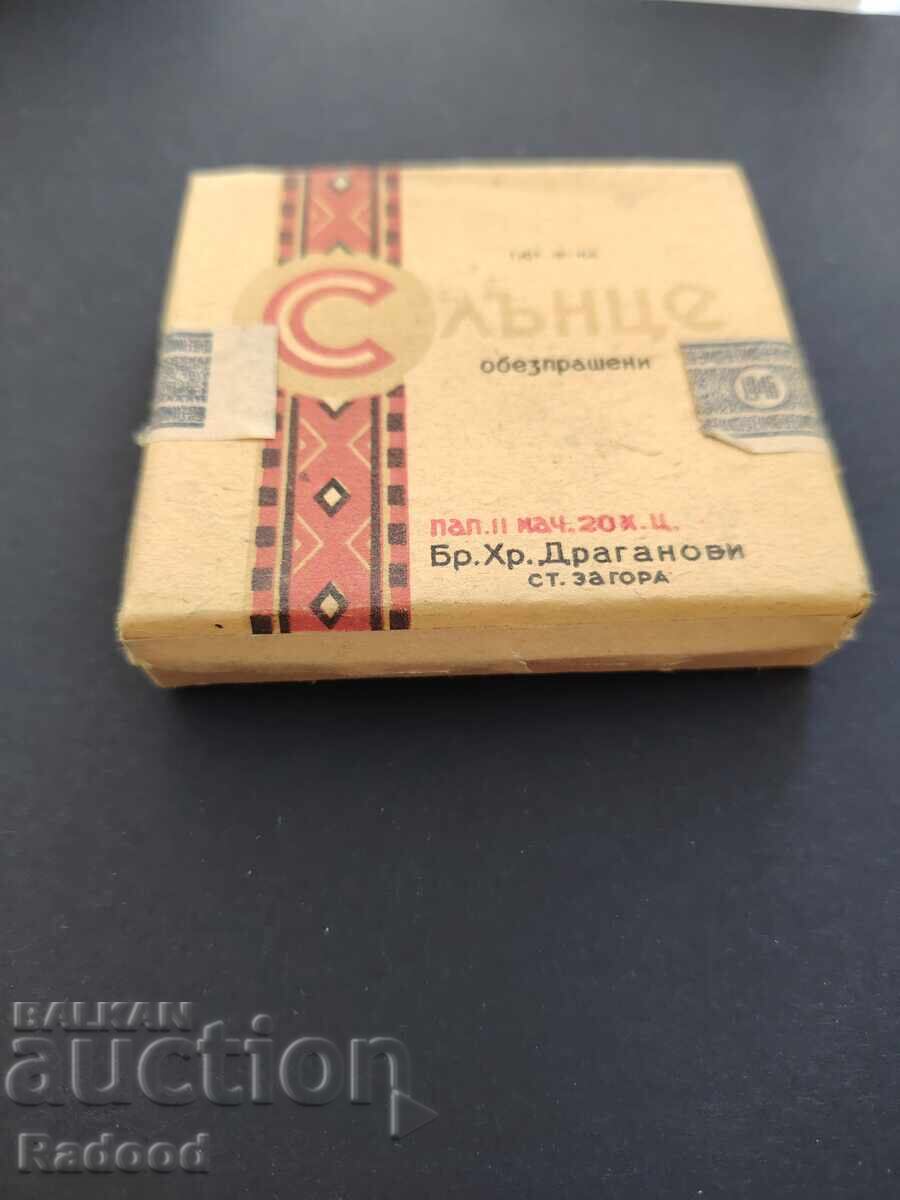 Слънце
обезпрашени
пап. II кач. 20 к. ц.
Бр. Хр. Драганови
ст. загора
BALKAN
auction
Radood